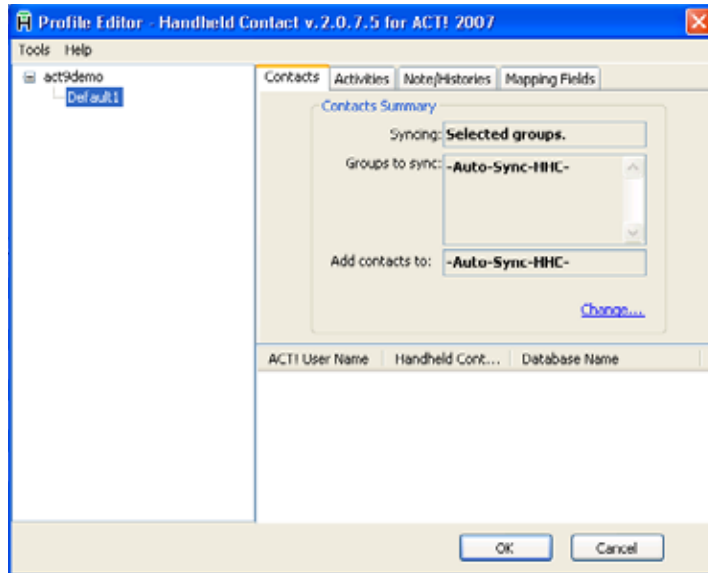 Profile Editor - Handheld Contact v.2.0.7.5 for ACT! 2007
Tools Help
act9demo
Default1
Contacts Activities Note/Histories Mapping Fields
Contacts Summary
Syncing: Selected groups.
Groups to sync: -Auto-Sync-HHC-
Add contacts to: -Auto-Sync-HHC-
Change...
ACT! User Name Handheld Cont... Database Name
OK Cancel